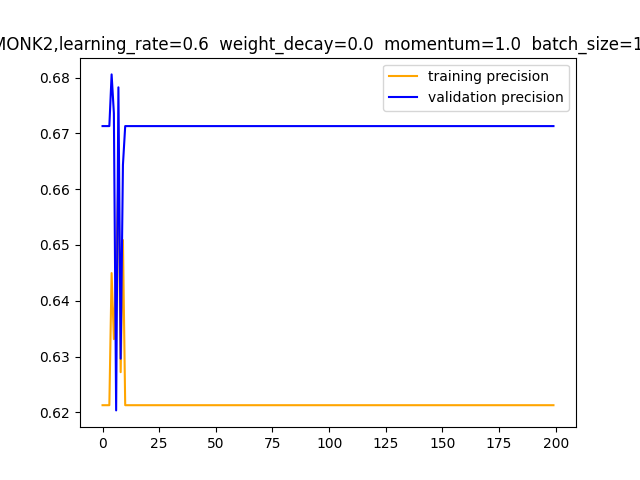 MONK2,learning_rate=0.6 weight_decay=0.0 momentum=1.0 batch_size=1
training precision
validation precision
0.68
0.67
0.66
0.65
0.64
0.63
0.62
0 25 50 75 100 125 150 175 200